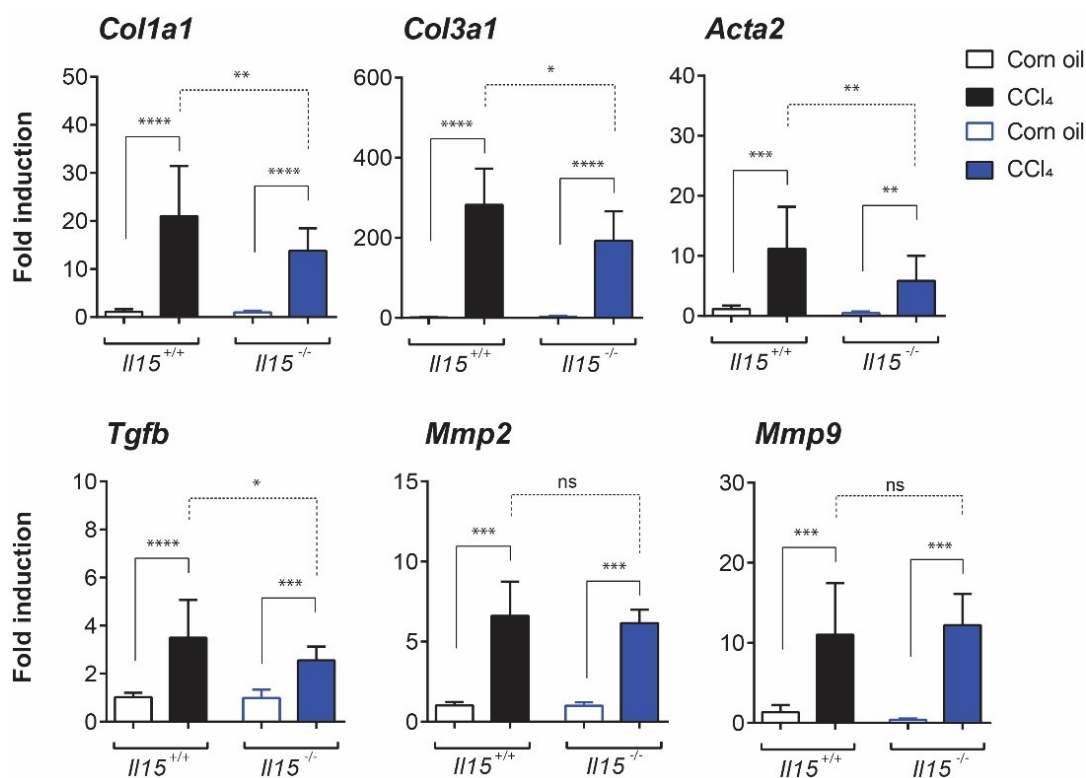 Col1a1
Col3a1
Acta2
Corn oil
CCl₄
Corn oil
CCl₄
Fold induction
50
40
30
20
10
0
**
****
****
Il15 +/+
Il15 -/-
600
400
200
0
*
****
****
Il15 +/+
Il15 -/-
40
30
20
10
0
**
***
**
Il15 +/+
Il15 -/-
Tgfb
Mmp2
Mmp9
Fold induction
10
8
6
4
2
0
*
****
***
Il15 +/+
Il15 -/-
15
10
5
0
ns
***
***
Il15 +/+
Il15 -/-
30
20
10
0
ns
***
***
Il15 +/+
Il15 -/-